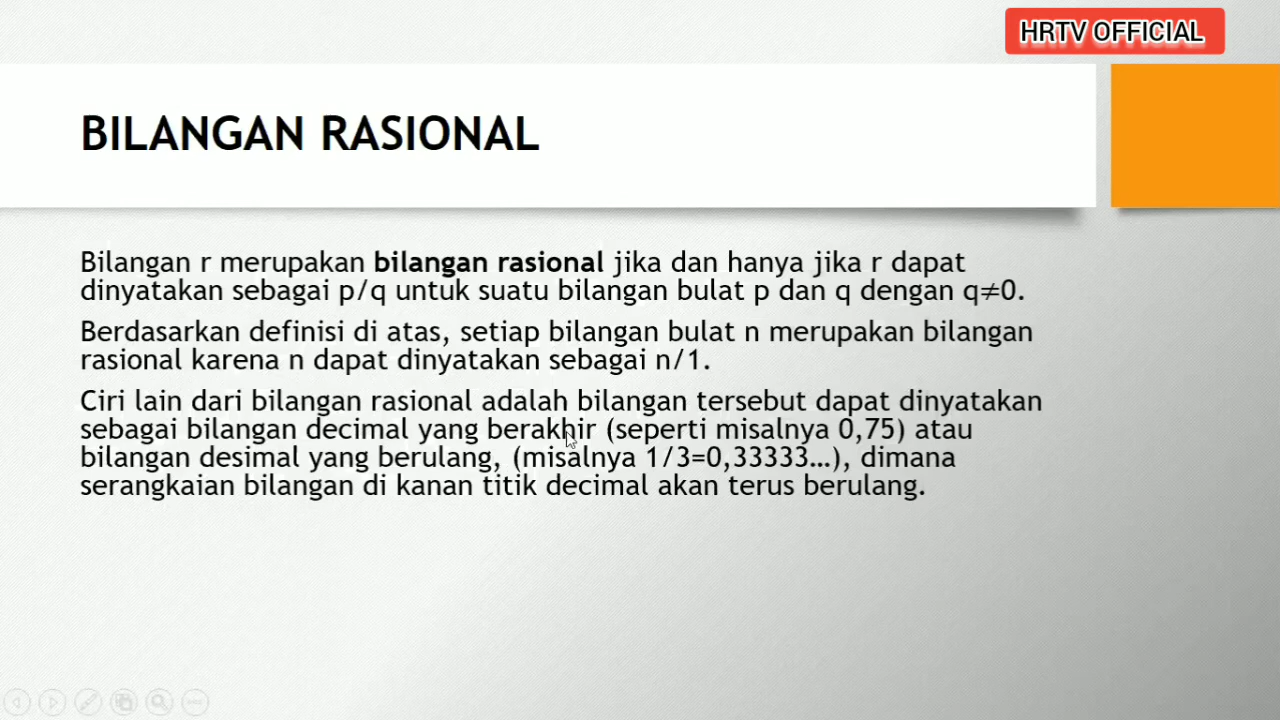 HRTV OFFICIAL
BILANGAN RASIONAL
Bilangan r merupakan bilangan rasional jika dan hanya jika r dapat
dinyatakan sebagai p/q untuk suatu bilangan bulat p dan q dengan q≠0.
Berdasarkan definisi di atas, setiap bilangan bulat n merupakan bilangan
rasional karena n dapat dinyatakan sebagai n/1.
Ciri lain dari bilangan rasional adalah bilangan tersebut dapat dinyatakan
sebagai bilangan decimal yang berakhir (seperti misalnya 0,75) atau
bilangan desimal yang berulang, (misalnya 1/3=0,33333…), dimana
serangkaian bilangan di kanan titik decimal akan terus berulang.